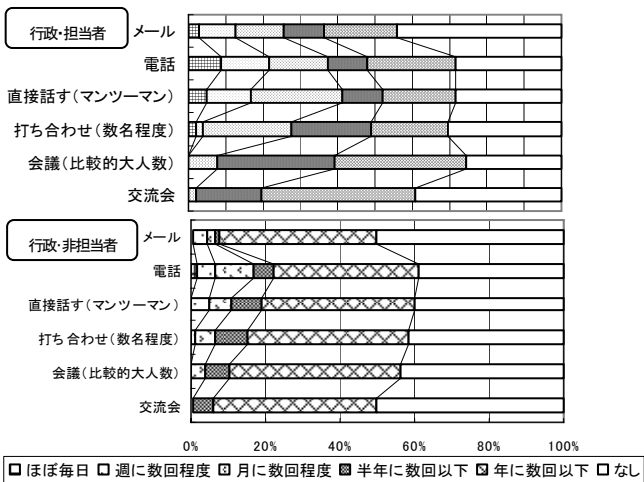 行政・担当者
メール
電話
直接話す(マンツーマン)
打ち合わせ(数名程度)
会議(比較的大人数)
交流会
行政・非担当者
メール
電話
直接話す(マンツーマン)
打ち合わせ(数名程度)
会議(比較的大人数)
交流会
0% 20% 40% 60% 80% 100%
ほぼ毎日 週に数回程度 月に数回程度 半年に数回以下 年に数回以下 なし